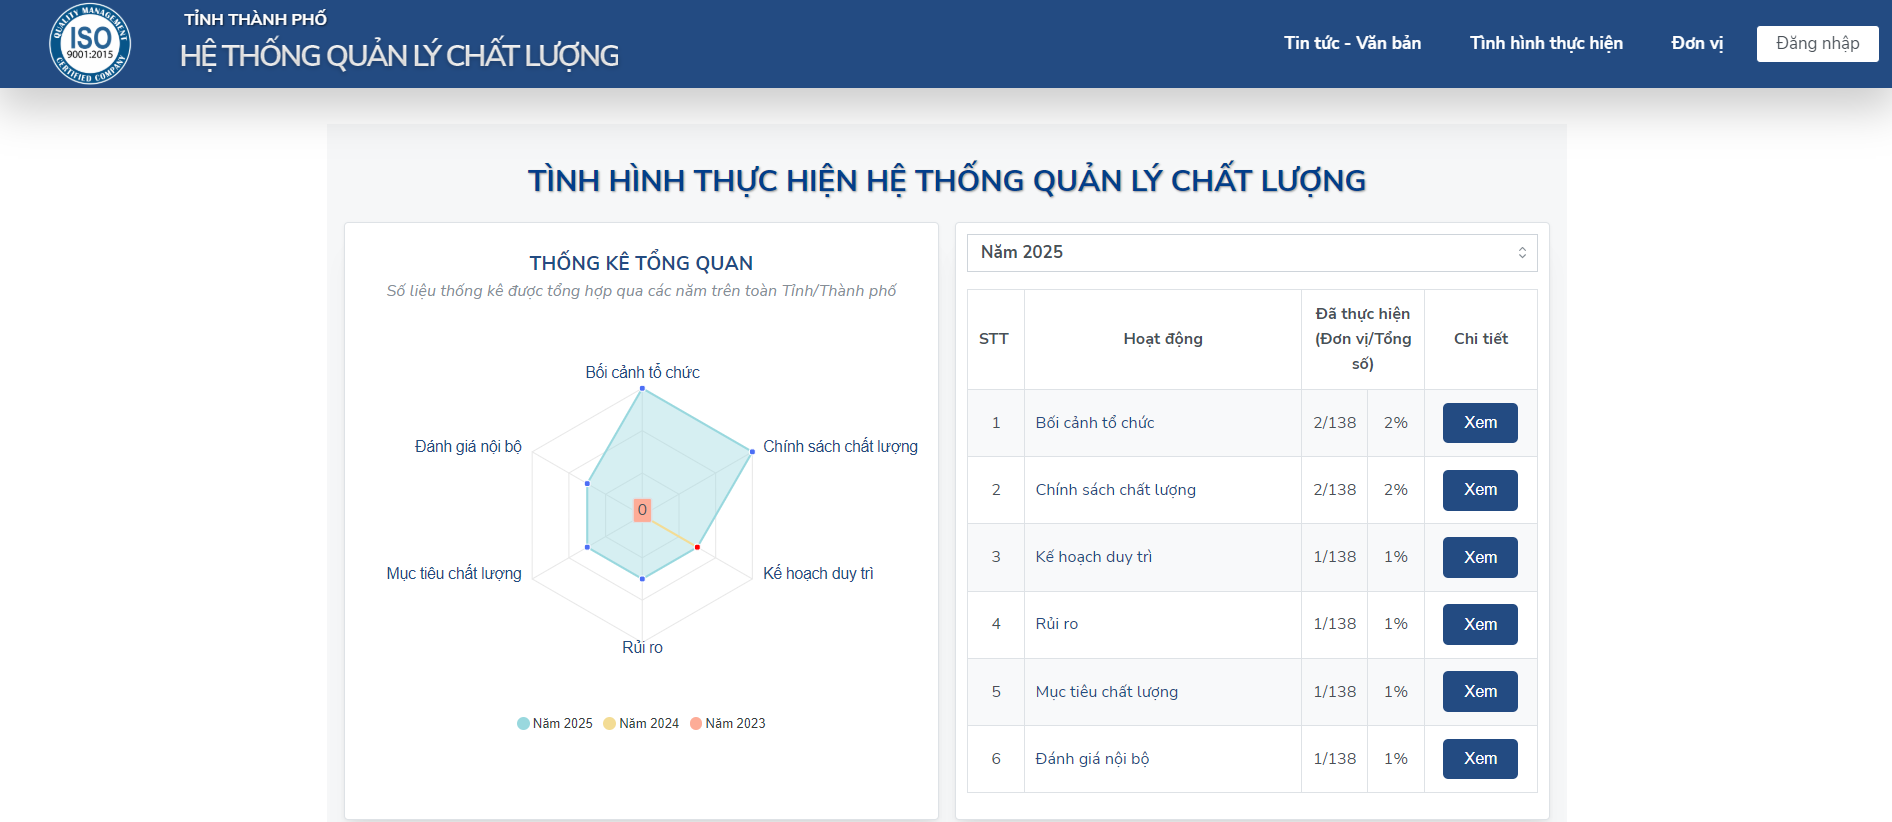 QUALITY MANAGEMENT
ISO
9001:2015
CERTIFIED COMPANY
TỈNH THÀNH PHỐ
HỆ THỐNG QUẢN LÝ CHẤT LƯỢNG
Tin tức - Văn bản
Tình hình thực hiện
Đơn vị
Đăng nhập
TÌNH HÌNH THỰC HIỆN HỆ THỐNG QUẢN LÝ CHẤT LƯỢNG
THỐNG KÊ TỔNG QUAN
Số liệu thống kê được tổng hợp qua các năm trên toàn Tỉnh/Thành phố
Bối cảnh tổ chức
Đánh giá nội bộ
Chính sách chất lượng
0
Mục tiêu chất lượng
Kế hoạch duy trì
Rủi ro
Năm 2025 Năm 2024 Năm 2023
Năm 2025
STT Hoạt động Đã thực hiện
(Đơn vị/Tổng
số)
Chi tiết
1 Bối cảnh tổ chức 2/138 2% Xem
2 Chính sách chất lượng 2/138 2% Xem
3 Kế hoạch duy trì 1/138 1% Xem
4 Rủi ro 1/138 1% Xem
5 Mục tiêu chất lượng 1/138 1% Xem
6 Đánh giá nội bộ 1/138 1% Xem